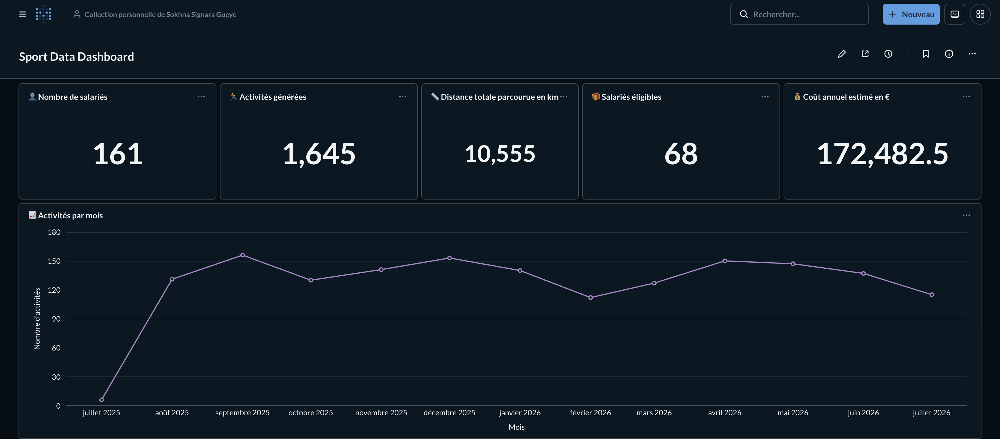 Collection personnelle de Sokhna Signara Gueye
Rechercher...
Nouveau
Sport Data Dashboard
Nombre de salariés
161
Activités générées
1,645
Distance totale parcourue en km
10,555
Salariés éligibles
68
Coût annuel estimé en €
172,482.5
Activités par mois
180
150
120
90
60
30
0
Nombre d'activités
juillet 2025
août 2025
septembre 2025
octobre 2025
novembre 2025
décembre 2025
janvier 2026
février 2026
mars 2026
avril 2026
mai 2026
juin 2026
juillet 2026
Mois